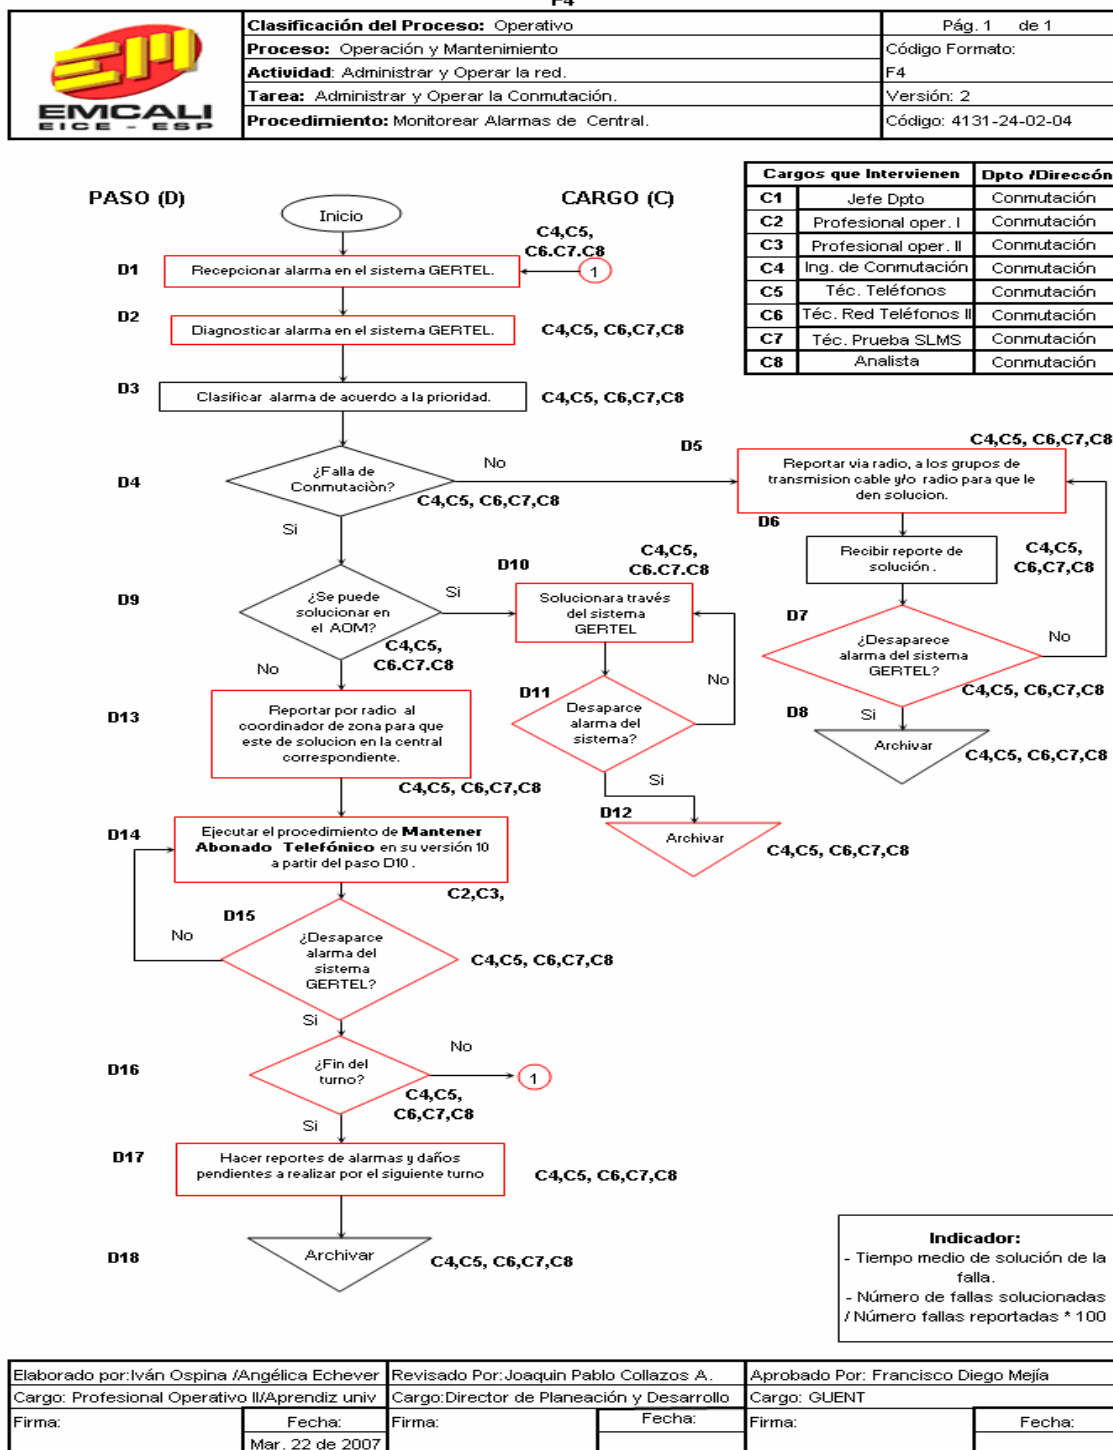 F4
Clasificación del Proceso: Operativo
Pág. 1 de 1
Proceso: Operación y Mantenimiento
Código Formato:
Actividad: Administrar y Operar la red.
F4
Tarea: Administrar y Operar la Conmutación.
Versión: 2
Procedimiento: Monitorear Alarmas de Central.
Código: 4131-24-02-04
EM
EMCALI
EICE - ESP
PASO (D)
CARGO (C)
Cargos que Intervienen
Dpto /Direccón
C1 Jefe Dpto Conmutación
C2 Profesional oper. I Conmutación
C3 Profesional oper. II Conmutación
C4 Ing. de Conmutación Conmutación
C5 Téc. Teléfonos Conmutación
C6 Téc. Red Teléfonos II Conmutación
C7 Téc. Prueba SLMS Conmutación
C8 Analista Conmutación
Inicio
C4,C5,
C6.C7.C8
D1
Recepcionar alarma en el sistema GERTEL.
1
D2
Diagnosticar alarma en el sistema GERTEL.
C4,C5, C6,C7,C8
D3
Clasificar alarma de acuerdo a la prioridad.
C4,C5, C6,C7,C8
D4
¿Falla de
Conmutaciòn?
No
C4,C5, C6,C7,C8
Si
D5
C4,C5, C6,C7,C8
Reportar via radio, a los grupos de
transmision cable y/o radio para que le
den solucion.
D6
Recibir reporte de
solución .
C4,C5,
C6,C7,C8
D7
¿Desaparece
alarma del sistema
GERTEL?
No
C4,C5, C6,C7,C8
D8
Si
Archivar
C4,C5, C6,C7,C8
D9
¿Se puede
solucionar en
el AOM?
Si
C4,C5,
C6.C7.C8
No
D10
C4,C5,
C6.C7.C8
Solucionara través
del sistema
GERTEL
D11
Desaparce
alarma del
sistema?
No
Si
D12
Archivar
C4,C5, C6,C7,C8
D13
Reportar por radio al
coordinador de zona para que
este de solucion en la central
correspondiente.
C4,C5, C6,C7,C8
D14
Ejecutar el procedimiento de Mantener
Abonado Telefónico en su versión 10
a partir del paso D10 .
C2,C3,
D15
No
¿Desaparce
alarma del
sistema
GERTEL?
C4,C5, C6,C7,C8
Si
D16
¿Fin del
turno?
No
1
C4,C5,
C6,C7,C8
Si
D17
Hacer reportes de alarmas y daños
pendientes a realizar por el siguiente turno
C4,C5, C6,C7,C8
D18
Archivar
C4,C5, C6,C7,C8
Indicador:
- Tiempo medio de solución de la
falla.
- Número de fallas solucionadas
/ Número fallas reportadas * 100
Elaborado por:Iván Ospina /Angélica Echever
Revisado Por:Joaquin Pablo Collazos A.
Aprobado Por: Francisco Diego Mejía
Cargo: Profesional Operativo II/Aprendiz univ
Cargo:Director de Planeación y Desarrollo
Cargo: GUENT
Firma:
Fecha:
Firma:
Fecha:
Firma:
Fecha:
Mar. 22 de 2007